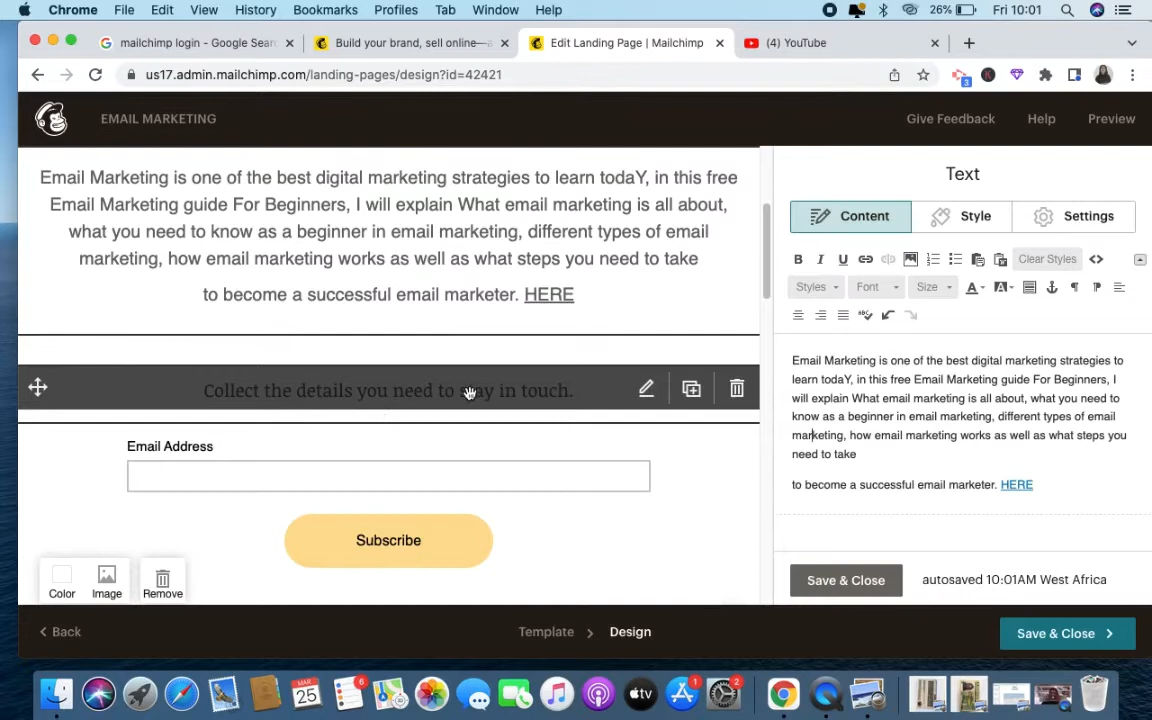 Chrome File Edit View History Bookmarks Profiles Tab Window Help 26% Fri 10:01
mailchimp login - Google Sear Build your brand, sell online— Edit Landing Page | Mailchimp (4) YouTube
us17.admin.mailchimp.com/landing-pages/design?id=42421
3
EMAIL MARKETING Give Feedback Help Preview
Email Marketing is one of the best digital marketing strategies to learn todaY, in this free
Email Marketing guide For Beginners, I will explain What email marketing is all about,
what you need to know as a beginner in email marketing, different types of email
marketing, how email marketing works as well as what steps you need to take
to become a successful email marketer. HERE
Collect the details you need to stay in touch.
Email Address
Subscribe
Color Image Remove
Text
Content Style Settings
B I U Clear Styles
Styles Font Size A A
ABC
Email Marketing is one of the best digital marketing strategies to
learn todaY, in this free Email Marketing guide For Beginners, I
will explain What email marketing is all about, what you need to
know as a beginner in email marketing, different types of email
marketing, how email marketing works as well as what steps you
need to take
to become a successful email marketer. HERE
Save & Close autosaved 10:01AM West Africa
Back Template Design Save & Close
MAR 25 6 tv 1 2